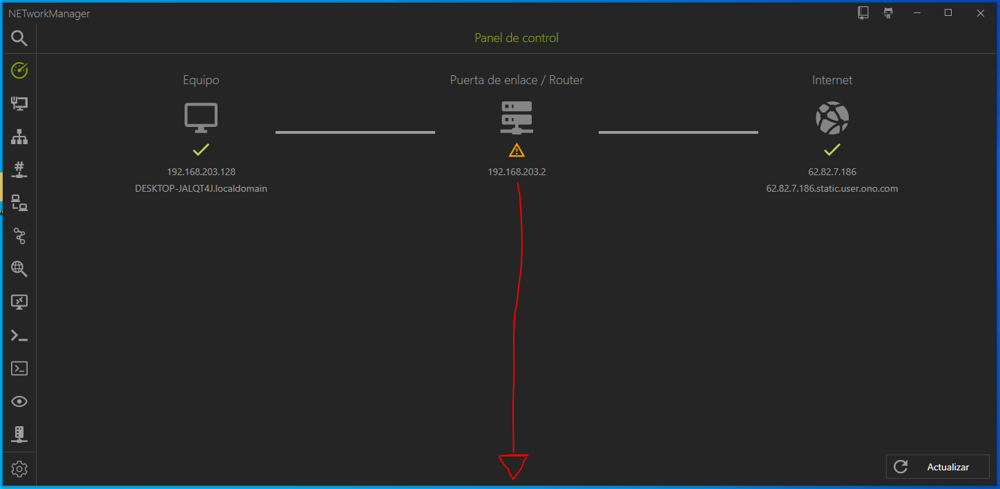 NETworkManager
Panel de control
Equipo
Puerta de enlace / Router
Internet
192.168.203.128
192.168.203.2
62.82.7.186
DESKTOP-JALQT4J.localdomain
62.82.7.186.static.user.ono.com
Actualizar